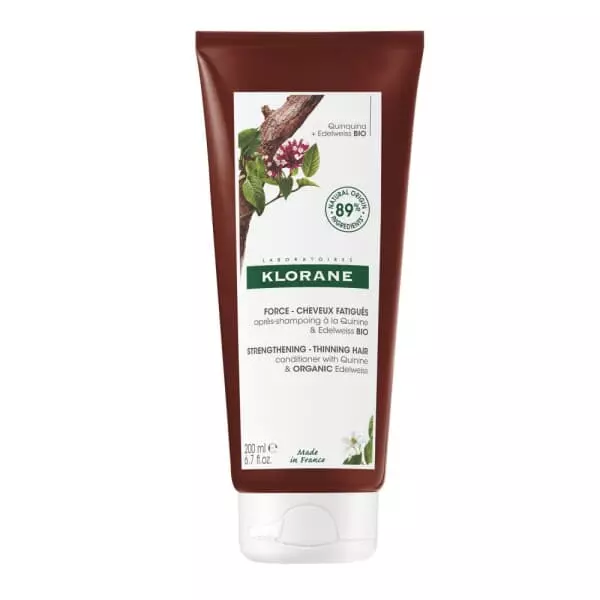 Quinquina
+ Edelweiss BIO
NATURAL ORIGIN
89%
INGREDIENTS*
LABORATOIRES
KLORANE
FORCE - CHEVEUX FATIGUÉS
après-shampoing à la Quinine
& Edelweiss BIO
STRENGTHENING - THINNING HAIR
conditioner with Quinine
& ORGANIC Edelweiss
200 ml ℮
6.7 fl.oz.
Made
in France